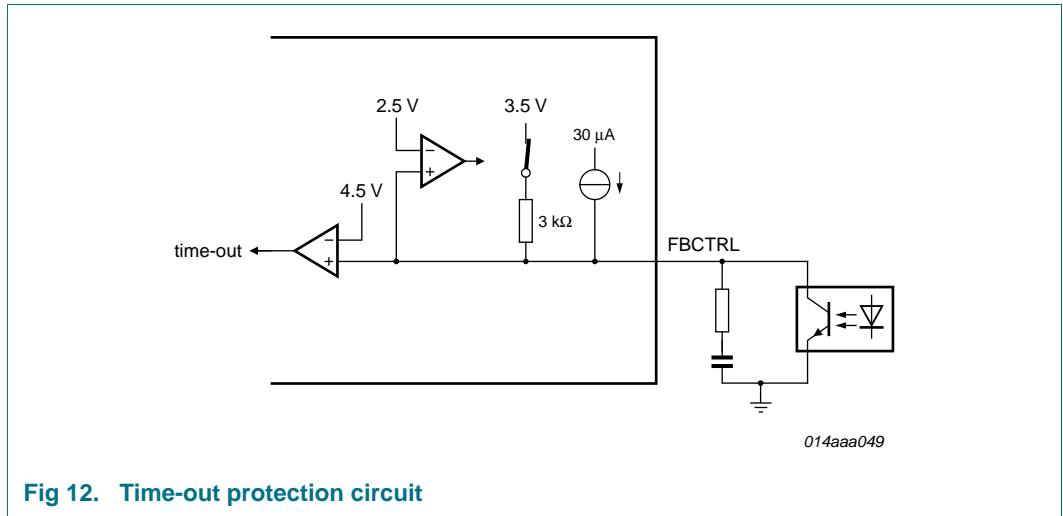 2.5 V
3.5 V
30 μA
4.5 V
3 kΩ
time-out
FBCTRL
014aaa049
Fig 12. Time-out protection circuit